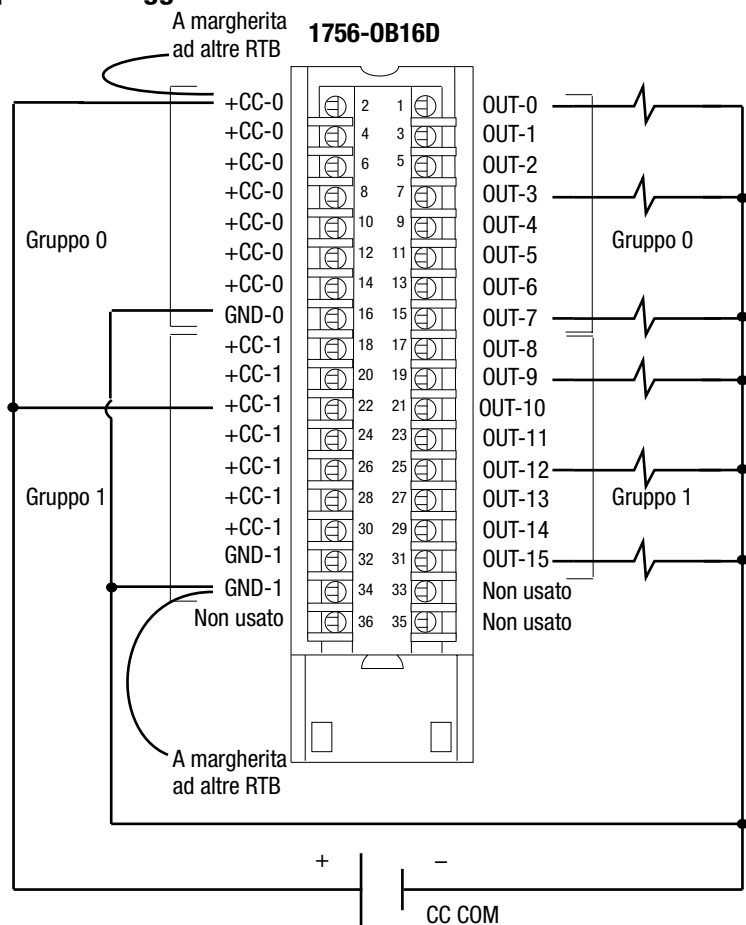 A margherita
ad altre RTB
1756-OB16D
+CC-0 2 1 OUT-0
+CC-0 4 3 OUT-1
+CC-0 6 5 OUT-2
+CC-0 8 7 OUT-3
+CC-0 10 9 OUT-4
Gruppo 0 Gruppo 0
+CC-0 12 11 OUT-5
+CC-0 14 13 OUT-6
GND-0 16 15 OUT-7
+CC-1 18 17 OUT-8
+CC-1 20 19 OUT-9
+CC-1 22 21 OUT-10
+CC-1 24 23 OUT-11
+CC-1 26 25 OUT-12
Gruppo 1 +CC-1 28 27 OUT-13 Gruppo 1
+CC-1 30 29 OUT-14
GND-1 32 31 OUT-15
GND-1 34 33 Non usato
Non usato 36 35 Non usato
A margherita
ad altre RTB
+ –
CC COM